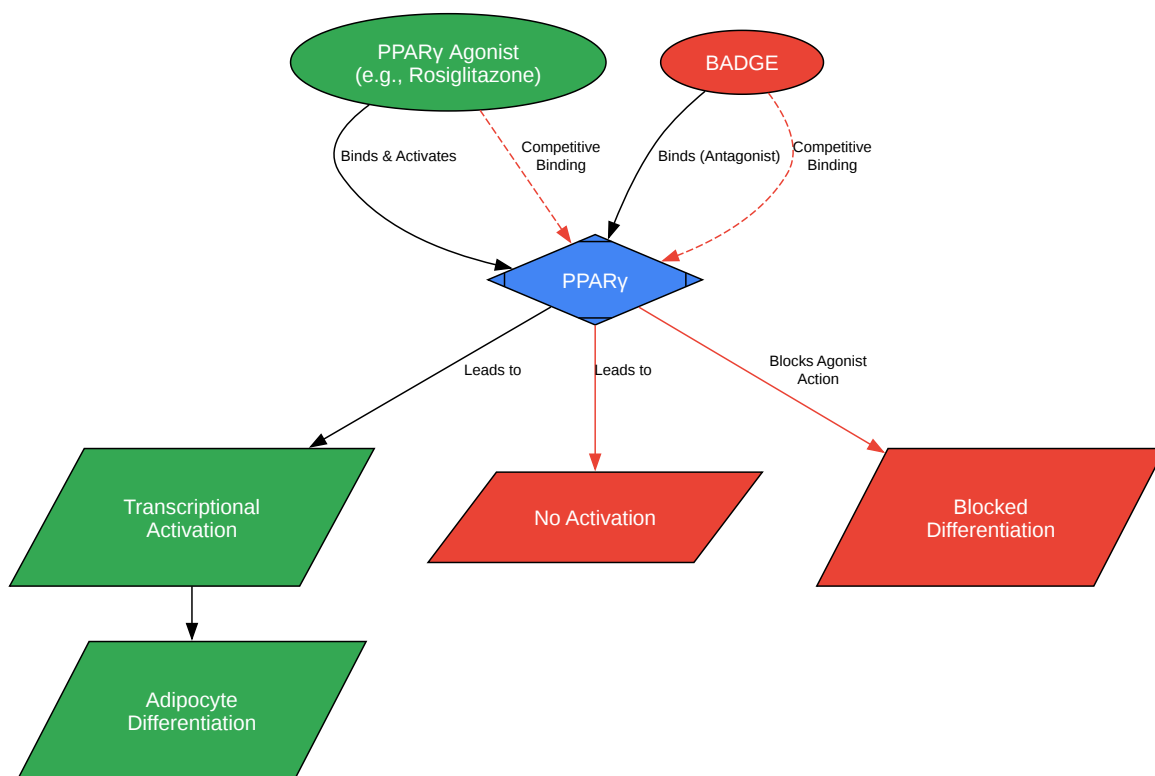 PPARγ Agonist
(e.g., Rosiglitazone)
BADGE
Binds & Activates
Competitive
Binding
Binds (Antagonist)
Competitive
Binding
PPARγ
Leads to
Leads to
Blocks Agonist
Action
Transcriptional
Activation
No Activation
Blocked
Differentiation
Adipocyte
Differentiation